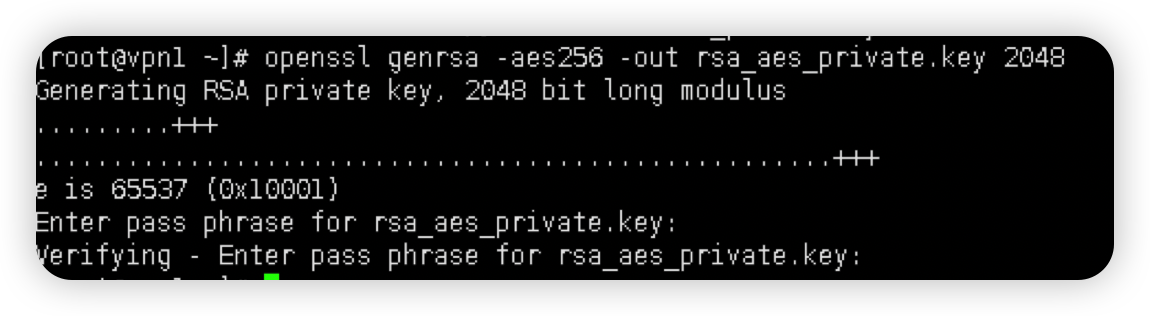 [root@vpn1 ~]# openssl genrsa -aes256 -out rsa_aes_private.key 2048
Generating RSA private key, 2048 bit long modulus
.........+++
.....................................................+++
e is 65537 (0x10001)
Enter pass phrase for rsa_aes_private.key:
Verifying - Enter pass phrase for rsa_aes_private.key: